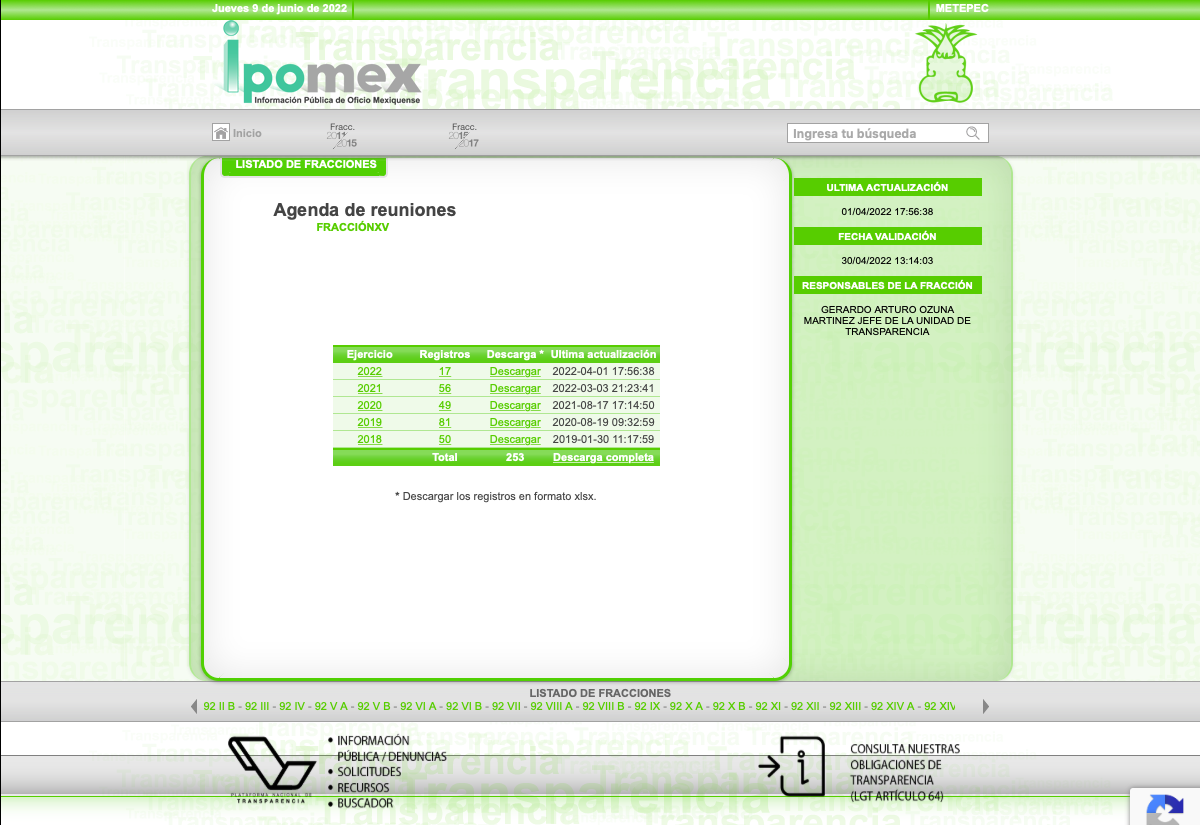 Jueves 9 de junio de 2022
METEPEC
ipomex
Información Pública de Oficio Mexiquense
Inicio
Fracc.
2015
Fracc.
2017
Ingresa tu búsqueda
LISTADO DE FRACCIONES
Agenda de reuniones
FRACCIÓNXV
ULTIMA ACTUALIZACIÓN
01/04/2022 17:56:38
FECHA VALIDACIÓN
30/04/2022 13:14:03
RESPONSABLES DE LA FRACCIÓN
GERARDO ARTURO OZUNA
MARTINEZ JEFE DE LA UNIDAD DE
TRANSPARENCIA
Ejercicio Registros Descarga * Ultima actualización
2022 17 Descargar 2022-04-01 17:56:38
2021 56 Descargar 2022-03-03 21:23:41
2020 49 Descargar 2021-08-17 17:14:50
2019 81 Descargar 2020-08-19 09:32:59
2018 50 Descargar 2019-01-30 11:17:59
Total 253 Descarga completa
* Descargar los registros en formato xlsx.
LISTADO DE FRACCIONES
92 II B - 92 III - 92 IV - 92 V A - 92 V B - 92 VI A - 92 VI B - 92 VII - 92 VIII A - 92 VIII B - 92 IX - 92 X A - 92 X B - 92 XI - 92 XII - 92 XIII - 92 XIV A - 92 XIV
PLATAFORMA NACIONAL DE
TRANSPARENCIA
• INFORMACIÓN
PÚBLICA / DENUNCIAS
• SOLICITUDES
• RECURSOS
• BUSCADOR
CONSULTA NUESTRAS
OBLIGACIONES DE
TRANSPARENCIA
(LGT ARTÍCULO 64)